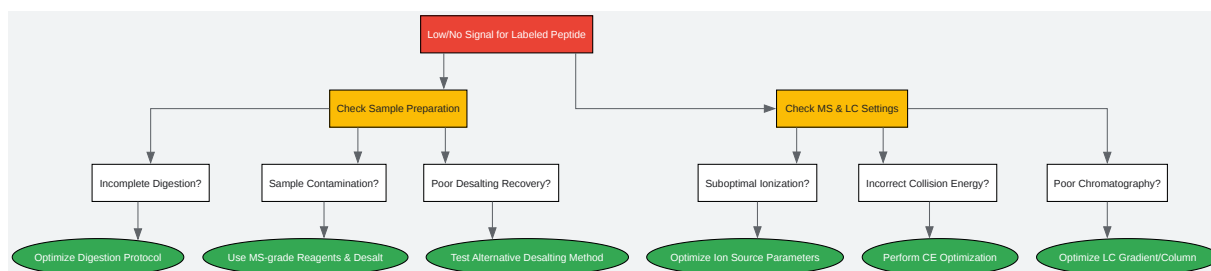 Low/No Signal for Labeled Peptide
Check Sample Preparation
Check MS & LC Settings
Incomplete Digestion?
Sample Contamination?
Poor Desalting Recovery?
Suboptimal Ionization?
Incorrect Collision Energy?
Poor Chromatography?
Optimize Digestion Protocol
Use MS-grade Reagents & Desalt
Test Alternative Desalting Method
Optimize Ion Source Parameters
Perform CE Optimization
Optimize LC Gradient/Column